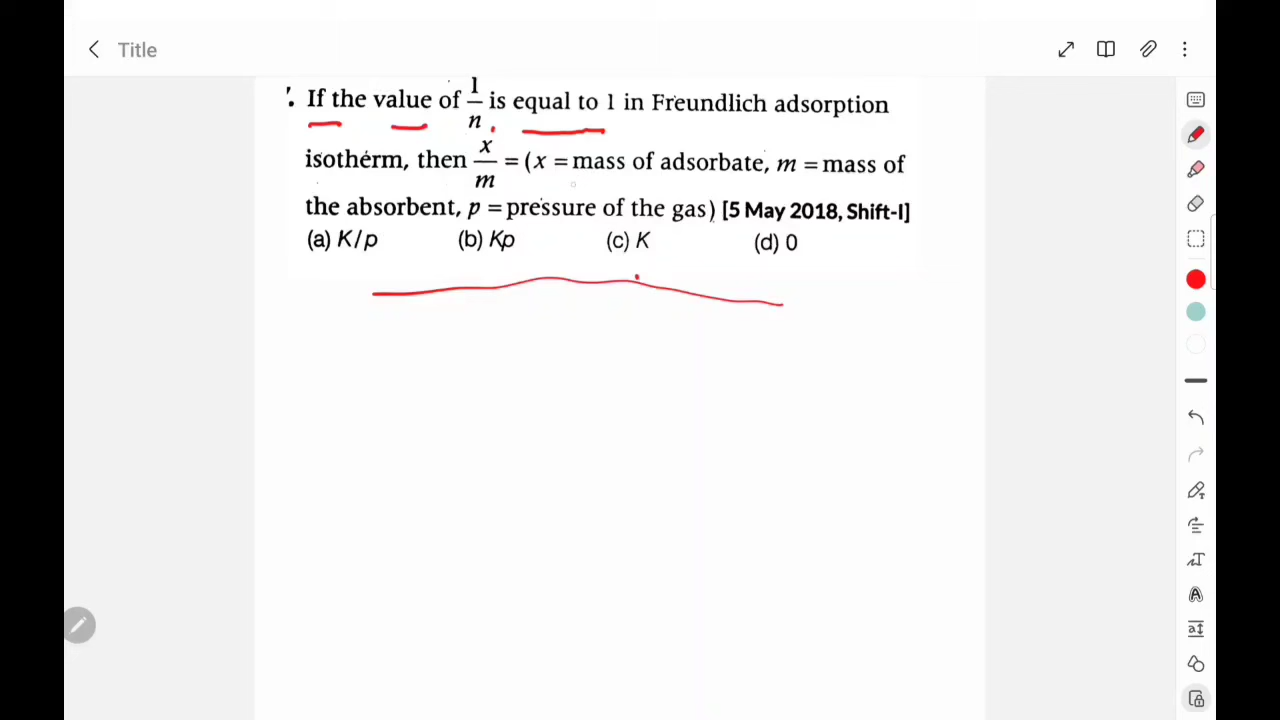 Title
'. If the value of 1/n is equal to 1 in Freundlich adsorption
isotherm, then x/m = (x = mass of adsorbate, m = mass of
the absorbent, p = pressure of the gas) [5 May 2018, Shift-I]
(a) K/p (b) Kp (c) K (d) 0